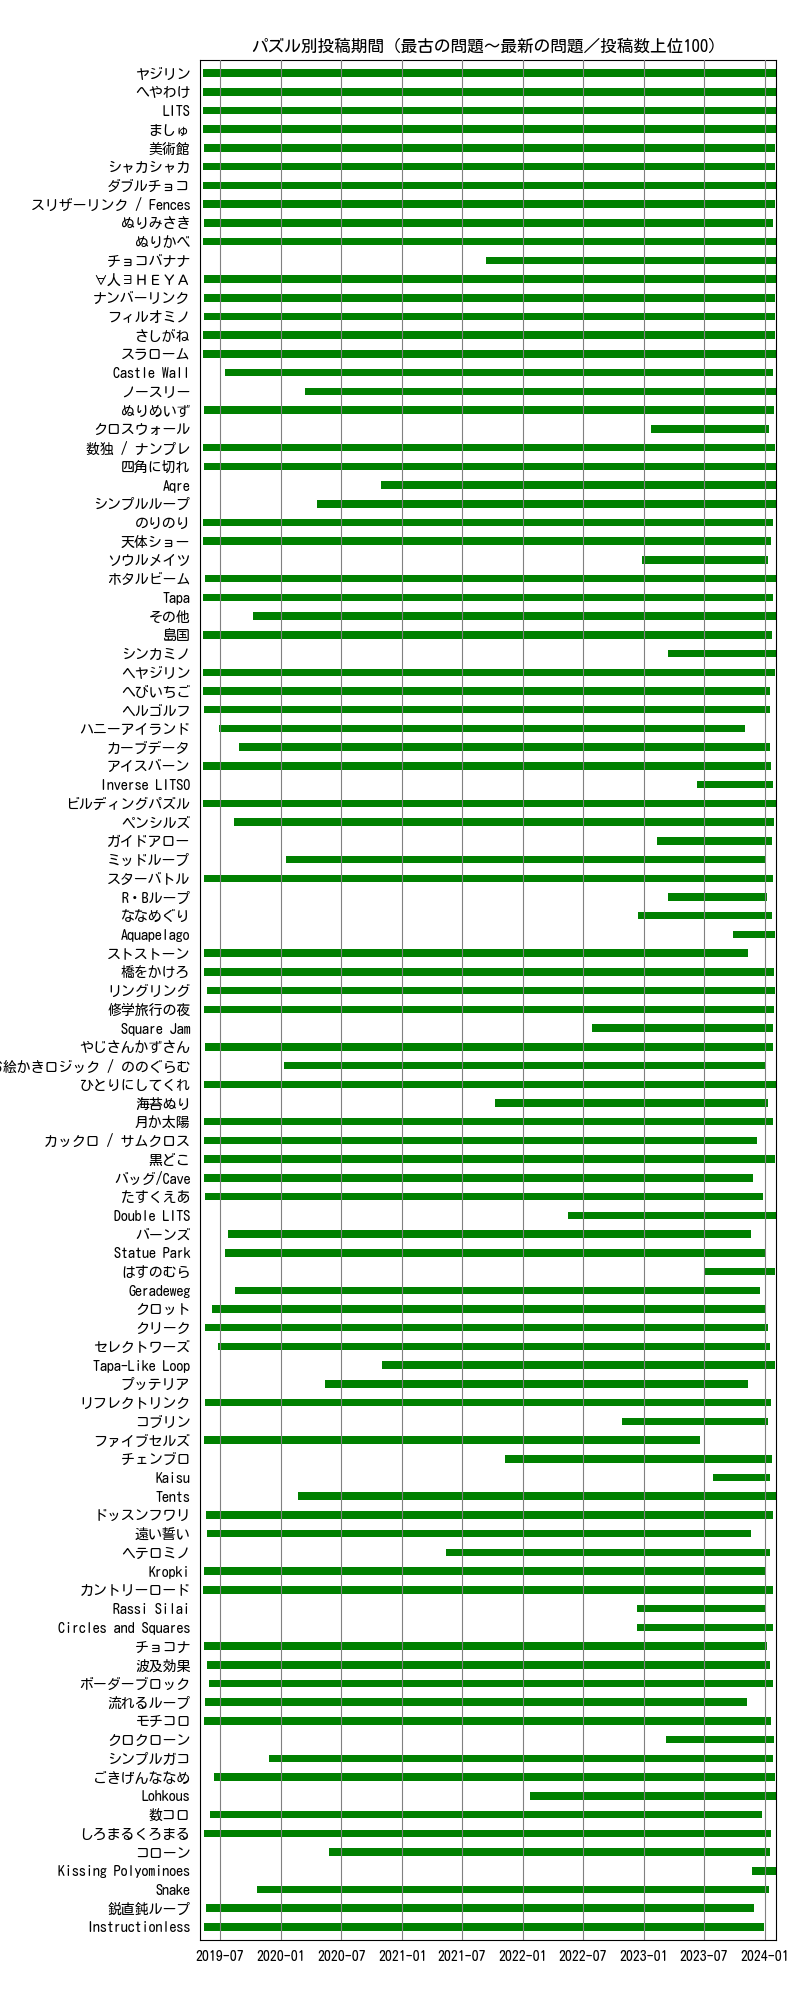 パズル別投稿期間（最古の問題～最新の問題／投稿数上位100）
ヤジリン
へやわけ
LITS
ましゅ
美術館
シャカシャカ
ダブルチョコ
スリザーリンク / Fences
ぬりみさき
ぬりかべ
チョコバナナ
∀人∃ＨＥＹＡ
ナンバーリンク
フィルオミノ
さしがね
スラローム
Castle Wall
ノースリー
ぬりめいず
クロスウォール
数独 / ナンプレ
四角に切れ
Aqre
シンプルループ
のりのり
天体ショー
ソウルメイツ
ホタルビーム
Tapa
その他
島国
シンカミノ
ヘヤジリン
へびいちご
ヘルゴルフ
ハニーアイランド
カーブデータ
アイスバーン
Inverse LITSO
ビルディングパズル
ペンシルズ
ガイドアロー
ミッドループ
スターバトル
R・Bループ
ななめぐり
Aquapelago
ストストーン
橋をかけろ
リングリング
修学旅行の夜
Square Jam
やじさんかずさん
絵かきロジック / ののぐらむ
ひとりにしてくれ
海苔ぬり
月か太陽
カックロ / サムクロス
黒どこ
バッグ/Cave
たすくえあ
Double LITS
バーンズ
Statue Park
はすのむら
Geradeweg
クロット
クリーク
セレクトワーズ
Tapa-Like Loop
プッテリア
リフレクトリンク
コブリン
ファイブセルズ
チェンブロ
Kaisu
Tents
ドッスンフワリ
遠い誓い
ヘテロミノ
Kropki
カントリーロード
Rassi Silai
Circles and Squares
チョコナ
波及効果
ボーダーブロック
流れるループ
モチコロ
クロクローン
シンプルガコ
ごきげんななめ
Lohkous
数コロ
しろまるくろまる
コローン
Kissing Polyominoes
Snake
鋭直鈍ループ
Instructionless
2019-07 2020-01 2020-07 2021-01 2021-07 2022-01 2022-07 2023-01 2023-07 2024-01